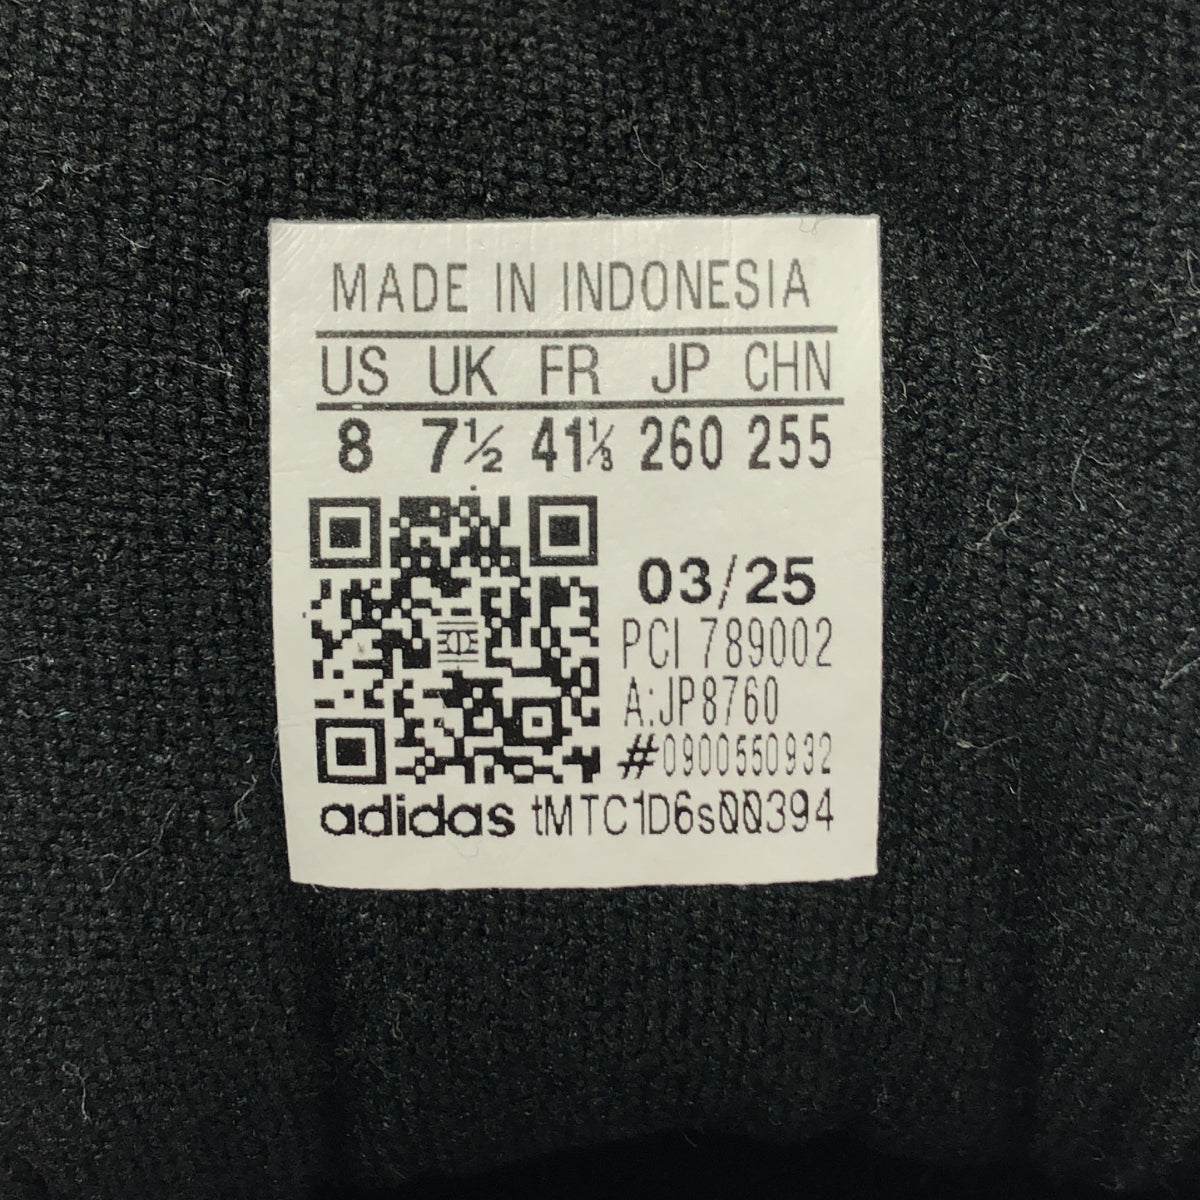 MADE IN INDONESIA
US UK FR JP CHN
8 7½ 41⅓ 260 255
03/25
PCI 789002
A:JP8760
#0900550932
adidas tMTC1D6s00394